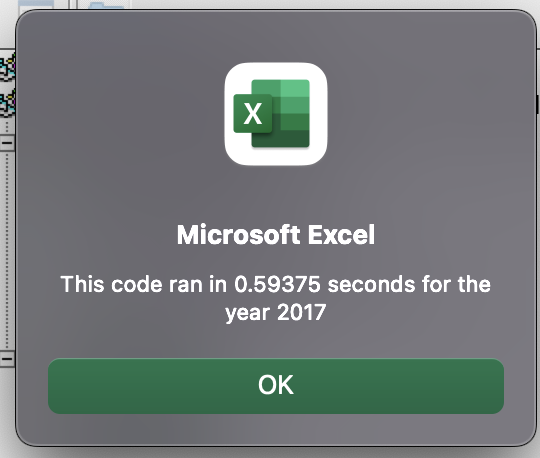 X
Microsoft Excel
This code ran in 0.59375 seconds for the
year 2017
OK